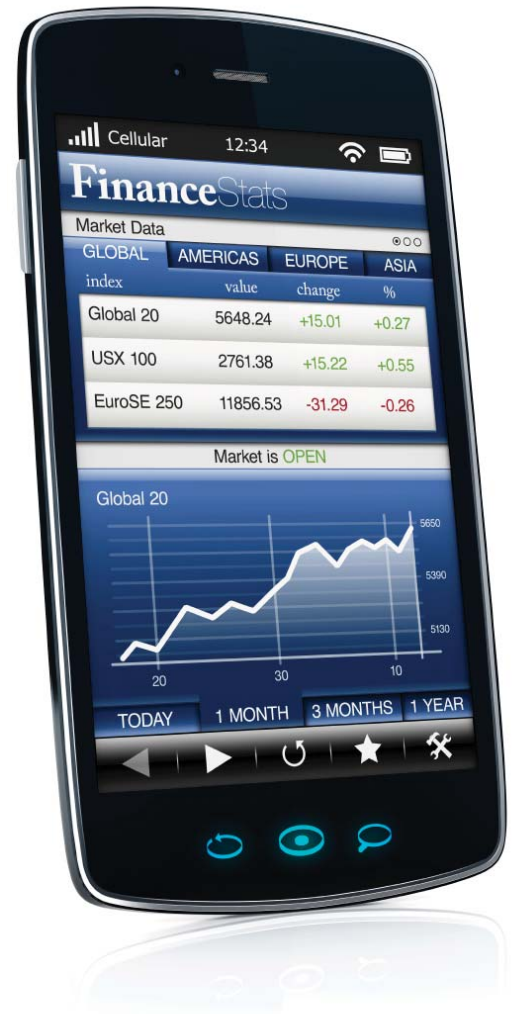 Cellular 12:34
FinanceStats
Market Data
GLOBAL AMERICAS EUROPE ASIA
index value change %
Global 20 5648.24 +15.01 +0.27
USX 100 2761.38 +15.22 +0.55
EuroSE 250 11856.53 -31.29 -0.26
Market is OPEN
Global 20
5650
5390
5130
20 30 10
TODAY 1 MONTH 3 MONTHS 1 YEAR